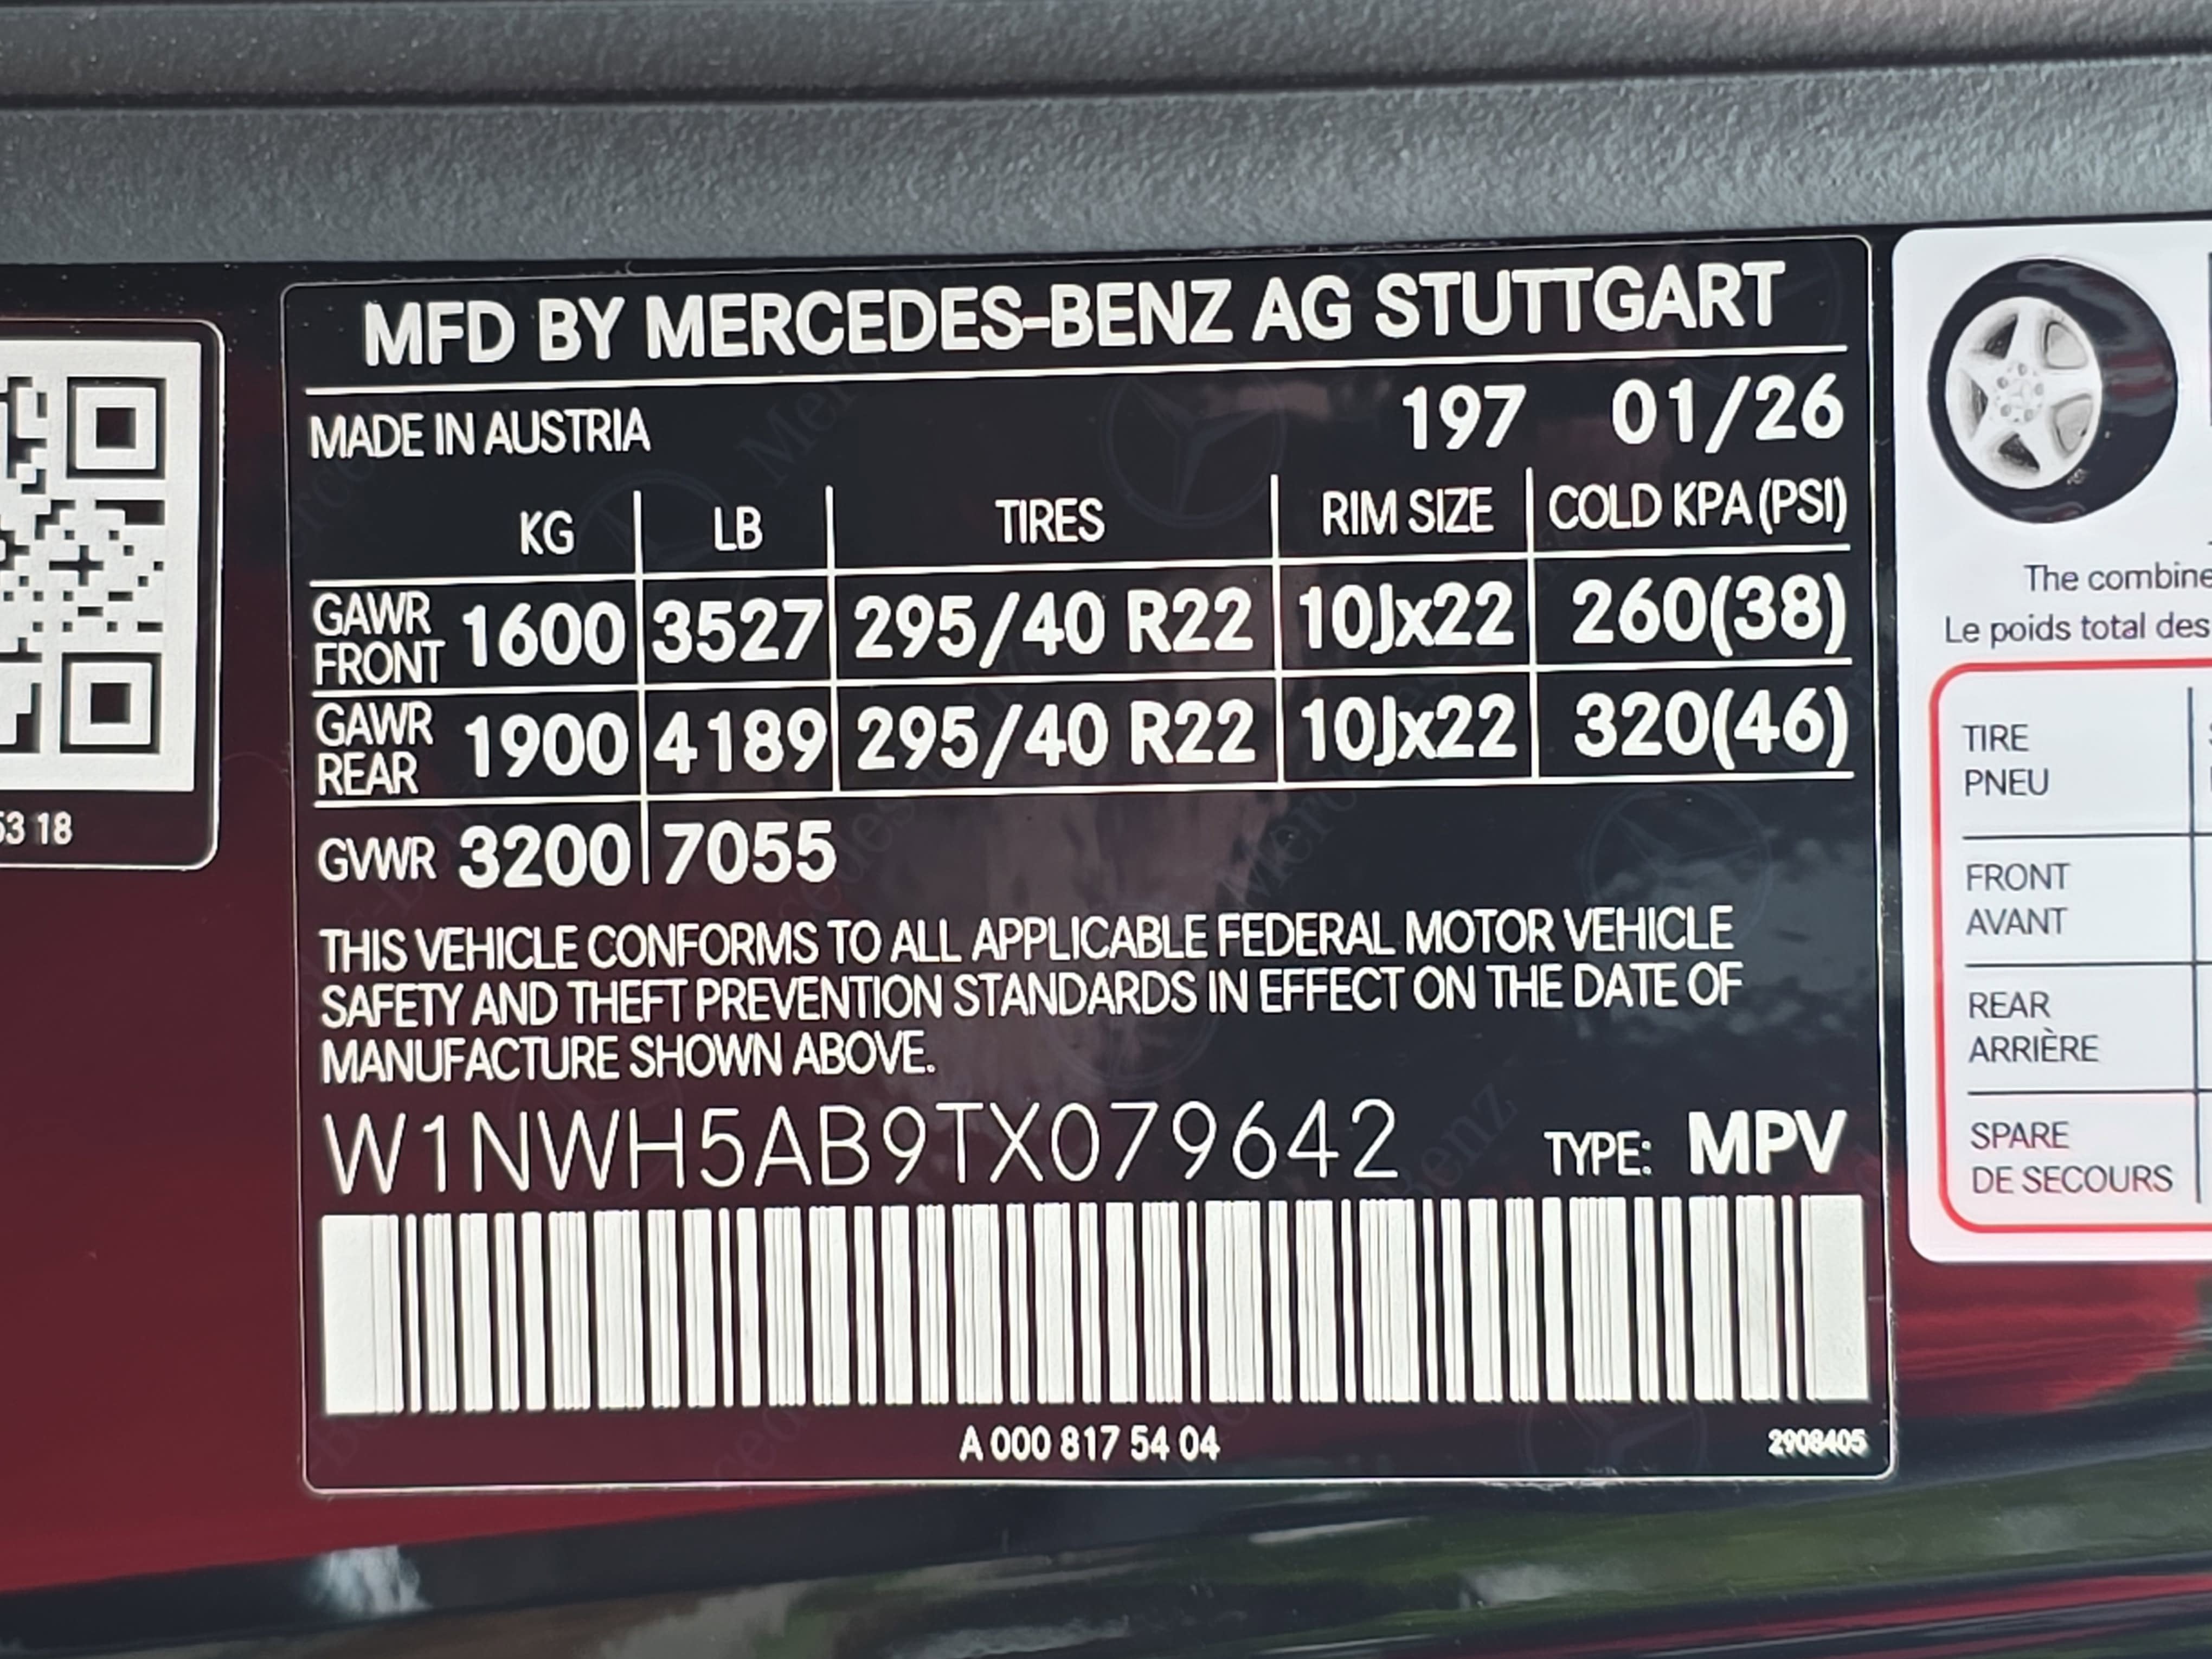 MFD BY MERCEDES-BENZ AG STUTTGART
MADE IN AUSTRIA 197 01/26
KG LB TIRES RIM SIZE COLD KPA (PSI)
GAWR FRONT 1600 3527 295/40 R22 10Jx22 260(38)
GAWR REAR 1900 4189 295/40 R22 10Jx22 320(46)
GVWR 3200 7055
THIS VEHICLE CONFORMS TO ALL APPLICABLE FEDERAL MOTOR VEHICLE
SAFETY AND THEFT PREVENTION STANDARDS IN EFFECT ON THE DATE OF
MANUFACTURE SHOWN ABOVE.
W1NWH5AB9TX079642 TYPE: MPV
A 000 817 54 04 2908405
53 18
The combine
Le poids total des
TIRE
PNEU
FRONT
AVANT
REAR
ARRIÈRE
SPARE
DE SECOURS